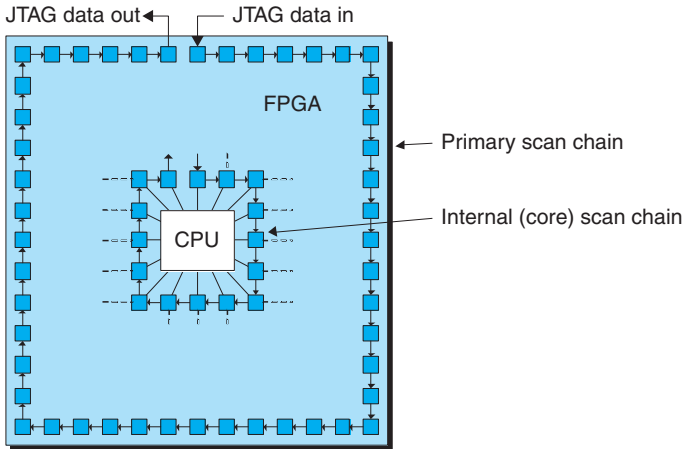 JTAG data out
JTAG data in
FPGA
Primary scan chain
Internal (core) scan chain
CPU